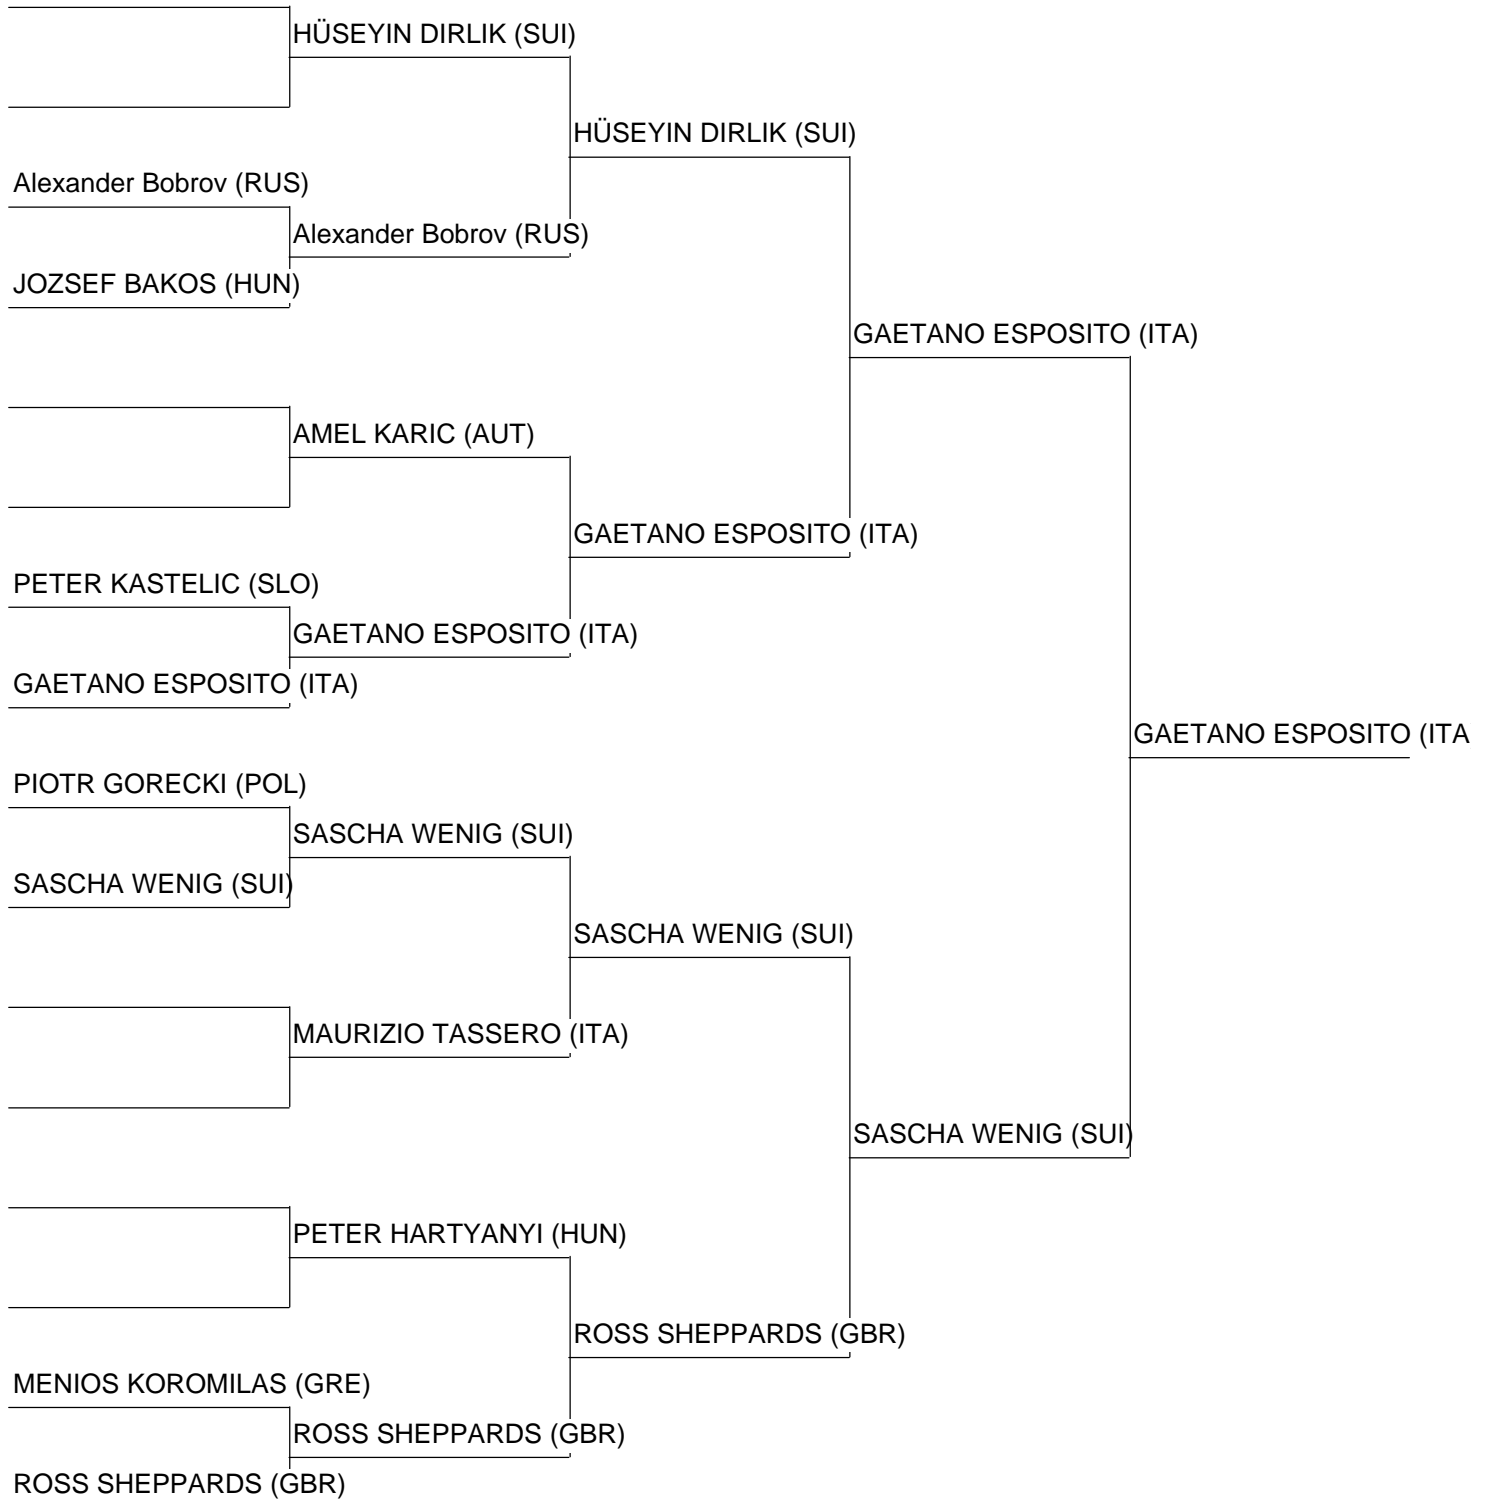 HÜSEYIN DIRLIK (SUI)
HÜSEYIN DIRLIK (SUI)
Alexander Bobrov (RUS)
Alexander Bobrov (RUS)
JOZSEF BAKOS (HUN)
GAETANO ESPOSITO (ITA)
AMEL KARIC (AUT)
GAETANO ESPOSITO (ITA)
PETER KASTELIC (SLO)
GAETANO ESPOSITO (ITA)
GAETANO ESPOSITO (ITA)
GAETANO ESPOSITO (ITA
PIOTR GORECKI (POL)
SASCHA WENIG (SUI)
SASCHA WENIG (SUI)
SASCHA WENIG (SUI)
MAURIZIO TASSERO (ITA)
SASCHA WENIG (SUI)
PETER HARTYANYI (HUN)
ROSS SHEPPARDS (GBR)
MENIOS KOROMILAS (GRE)
ROSS SHEPPARDS (GBR)
ROSS SHEPPARDS (GBR)